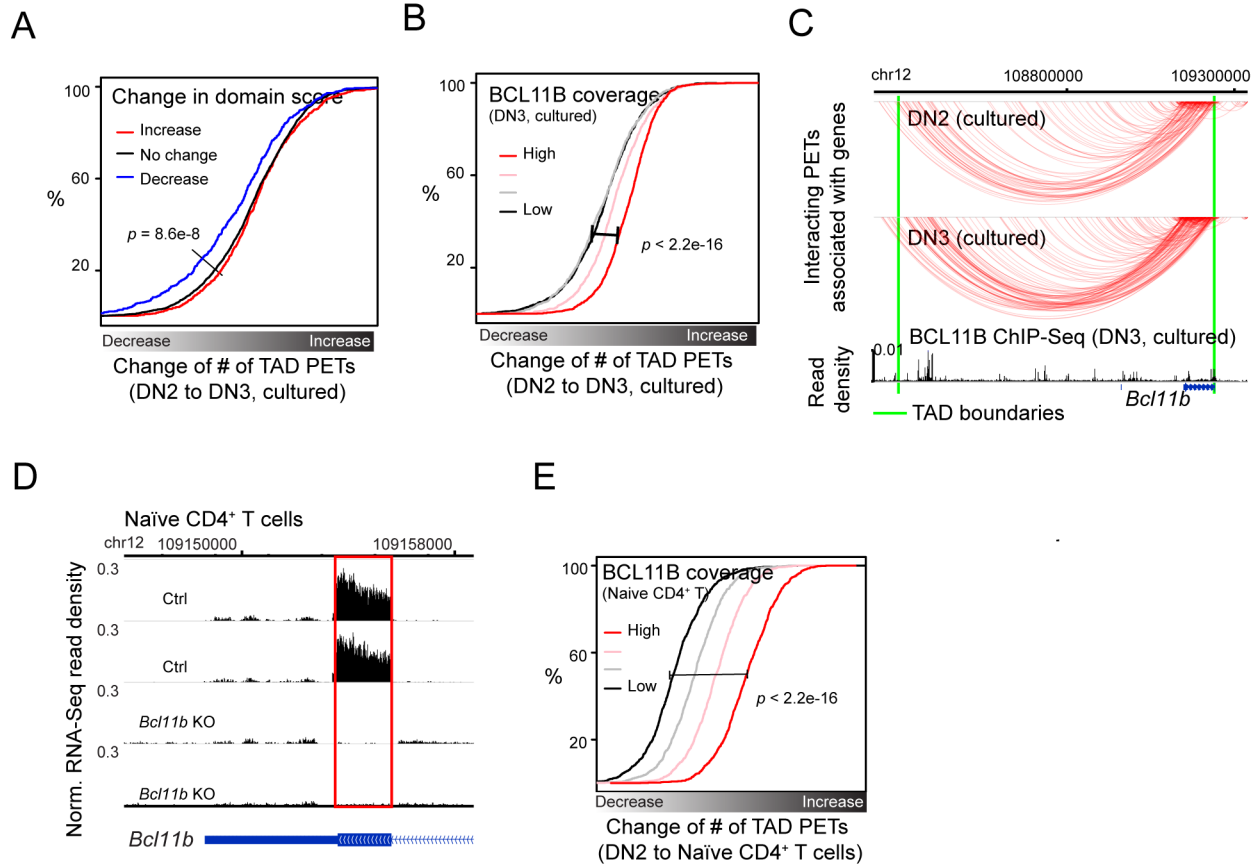 A
100
60
20
%
Change in domain score
Increase
No change
Decrease
p = 8.6e-8
Decrease
Increase
Change of # of TAD PETs
(DN2 to DN3, cultured)
B
100
60
20
%
BCL11B coverage
(DN3, cultured)
High
Low
p < 2.2e-16
Decrease
Increase
Change of # of TAD PETs
(DN2 to DN3, cultured)
C
chr12
108800000
109300000
Interacting PETs
associated with genes
DN2 (cultured)
DN3 (cultured)
BCL11B ChIP-Seq (DN3, cultured)
0.01
Read
density
Bcl11b
TAD boundaries
D
Naïve CD4⁺ T cells
chr12
109150000
109158000
Norm. RNA-Seq read density
0.3
Ctrl
0.3
Ctrl
0.3
Bcl11b KO
0.3
Bcl11b KO
Bcl11b
E
100
60
20
%
BCL11B coverage
(Naive CD4⁺ T)
High
Low
p < 2.2e-16
Decrease
Increase
Change of # of TAD PETs
(DN2 to Naïve CD4⁺ T cells)